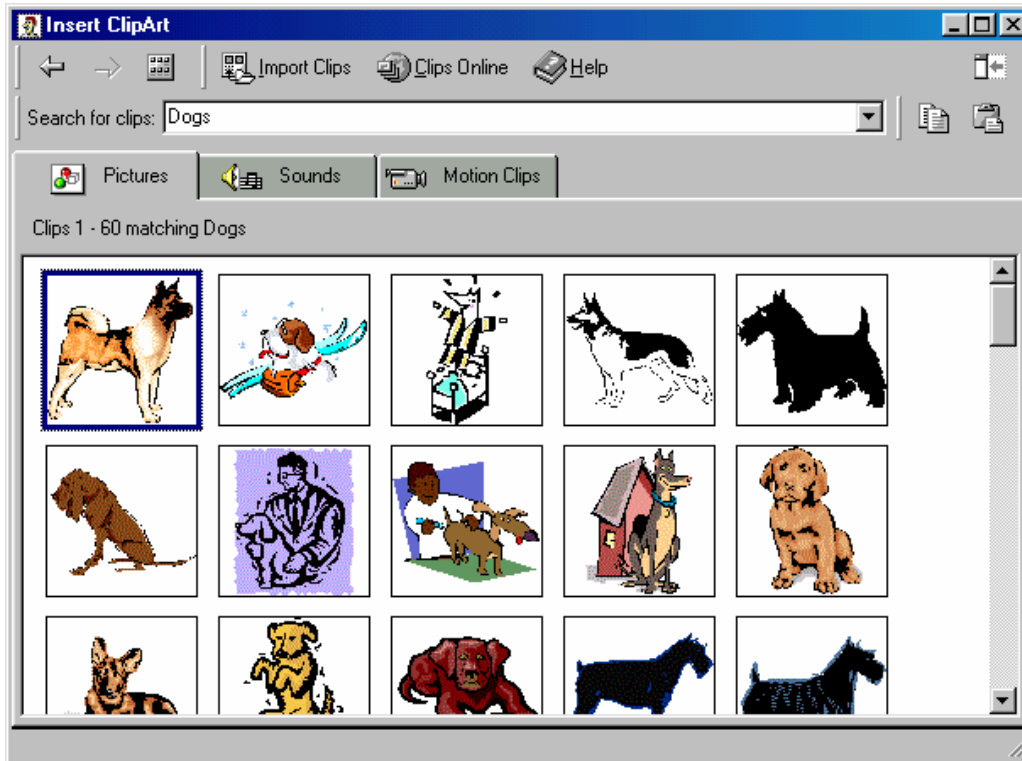 Insert ClipArt
Import Clips Clips Online Help
Search for clips: Dogs
Pictures Sounds Motion Clips
Clips 1 - 60 matching Dogs